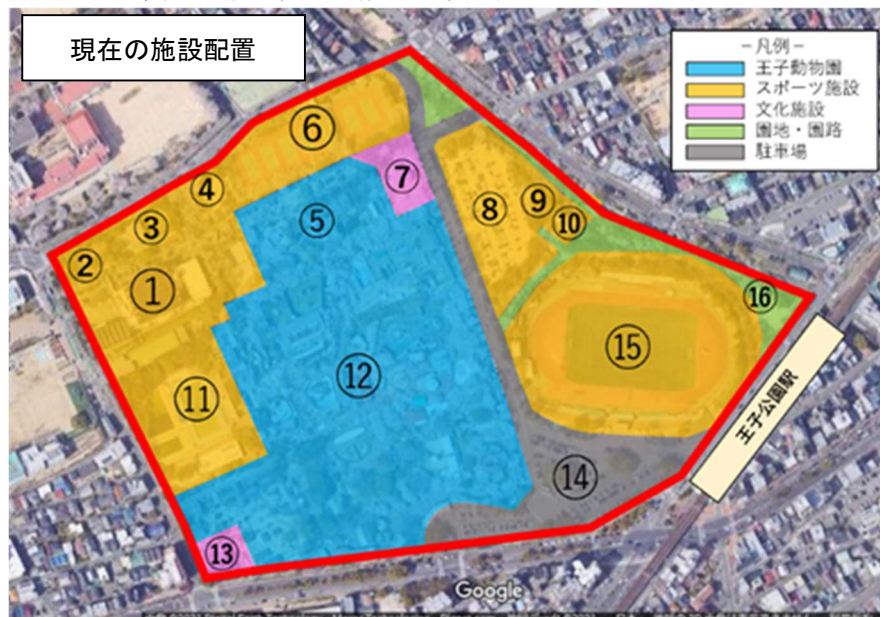 現在の施設配置
－凡例－
王子動物園
スポーツ施設
文化施設
園地・園路
駐車場
⑥
④
⑦
③
⑤
⑧
⑨
⑩
②
①
⑯
⑮
⑫
⑪
王子公園駅
⑭
⑬
Google